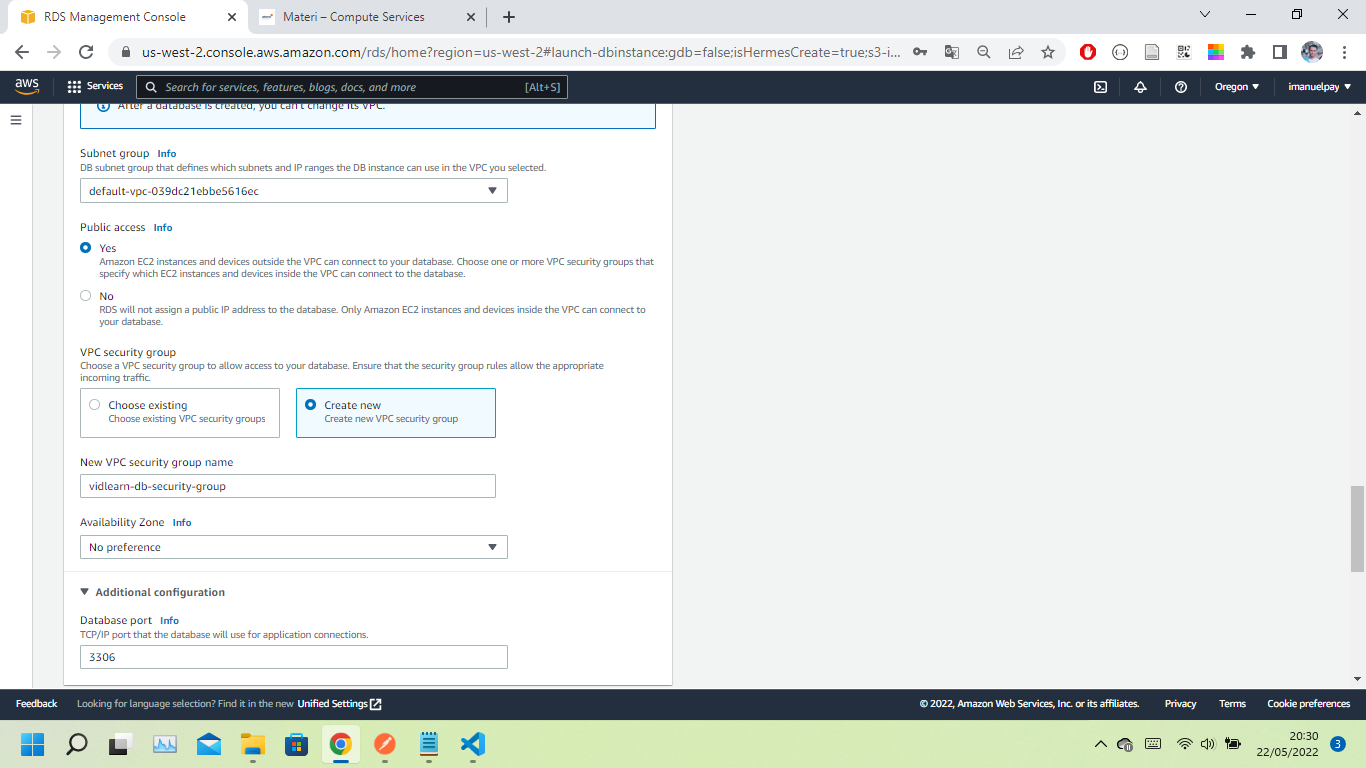 RDS Management Console
Materi – Compute Services
us-west-2.console.aws.amazon.com/rds/home?region=us-west-2#launch-dbinstance:gdb=false;isHermesCreate=true;s3-i...
aws
Services
Search for services, features, blogs, docs, and more
[Alt+S]
Oregon
imanuelpay
After a database is created, you can't change its VPC.
Subnet group Info
DB subnet group that defines which subnets and IP ranges the DB instance can use in the VPC you selected.
default-vpc-039dc21ebbe5616ec
Public access Info
Yes
Amazon EC2 instances and devices outside the VPC can connect to your database. Choose one or more VPC security groups that
specify which EC2 instances and devices inside the VPC can connect to the database.
No
RDS will not assign a public IP address to the database. Only Amazon EC2 instances and devices inside the VPC can connect to
your database.
VPC security group
Choose a VPC security group to allow access to your database. Ensure that the security group rules allow the appropriate
incoming traffic.
Choose existing
Choose existing VPC security groups
Create new
Create new VPC security group
New VPC security group name
vidlearn-db-security-group
Availability Zone Info
No preference
Additional configuration
Database port Info
TCP/IP port that the database will use for application connections.
3306
Feedback
Looking for language selection? Find it in the new Unified Settings
© 2022, Amazon Web Services, Inc. or its affiliates.
Privacy
Terms
Cookie preferences
20:30
22/05/2022
3